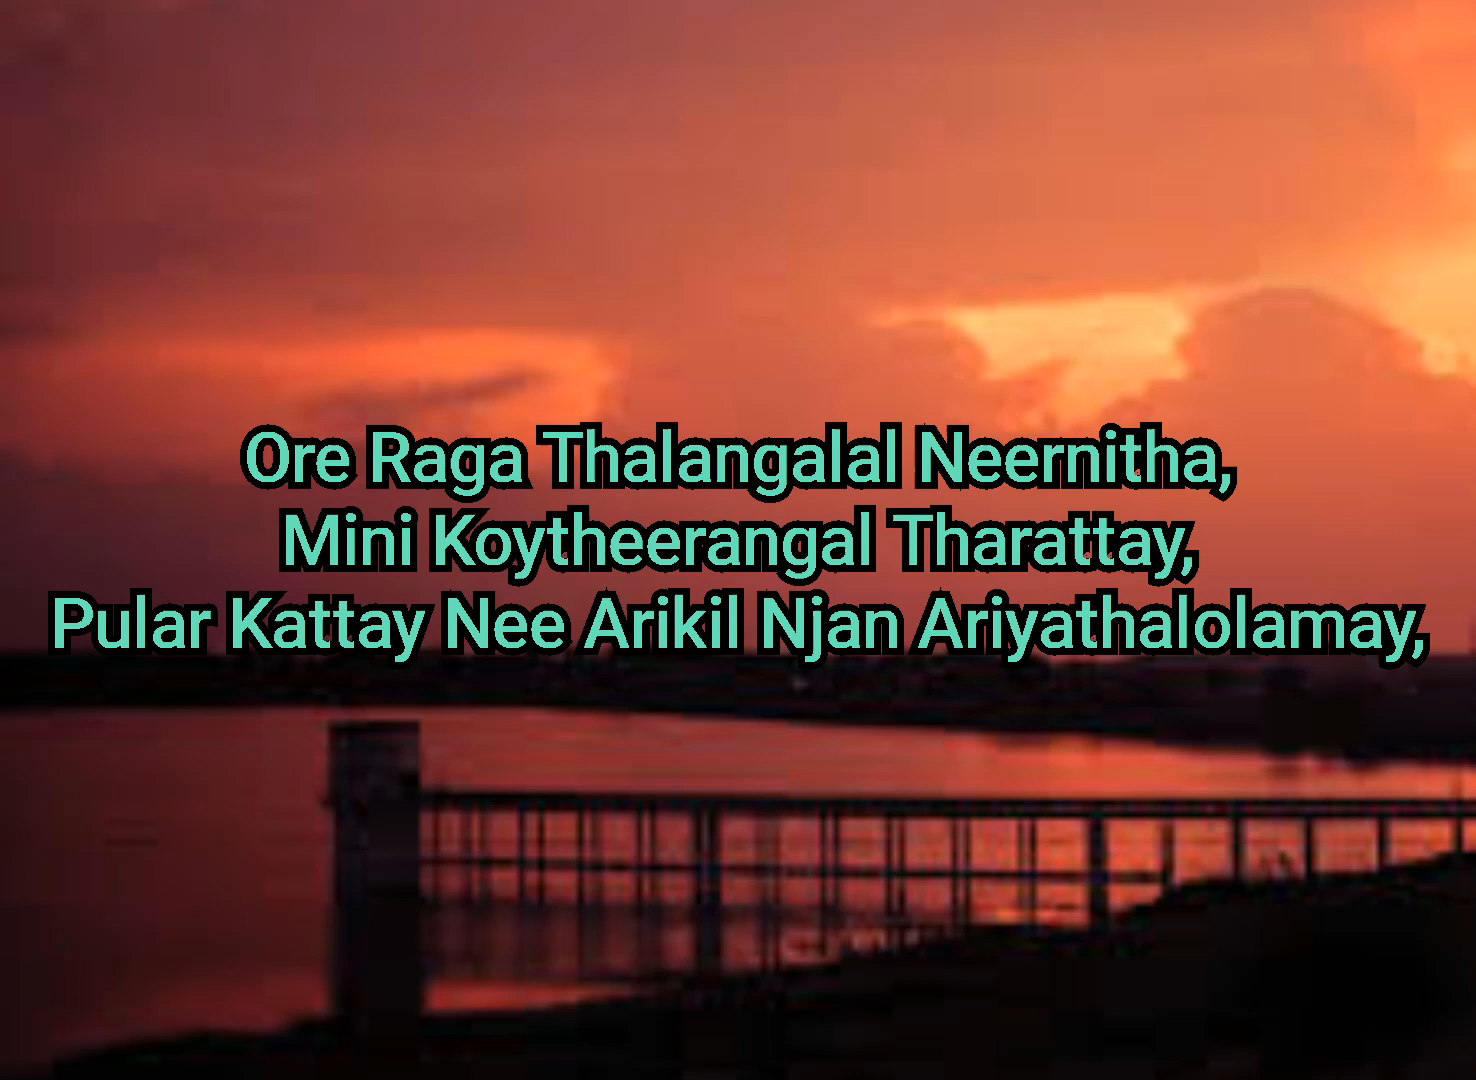 Ore Raga Thalangalal Neernitha,
Mini Koytheerangal Tharattay,
Pular Kattay Nee Arikil Njan Ariyathalolamay,